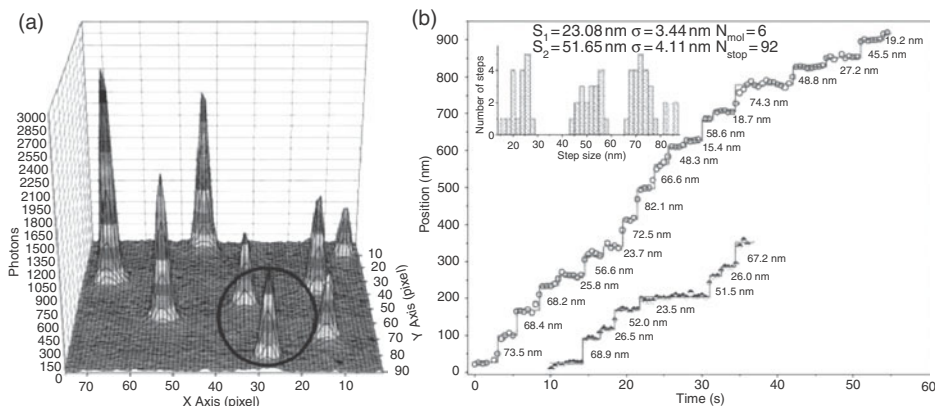 (a)
Photons
3000
2850
2700
2550
2400
2250
2100
1950
1800
1650
1500
1350
1200
1050
900
750
600
450
300
150
0
70 60 50 40 30 20 10
X Axis (pixel)
10
20
30
40
50
60
70
80
90
Y Axis (pixel)
(b)
S1=23.08 nm σ=3.44 nm Nmol=6
S2=51.65 nm σ=4.11 nm Nstop=92
Number of steps
4
2
0
20 30 40 50 60 70 80
Step size (nm)
Position (nm)
900
800
700
600
500
400
300
200
100
0
0 10 20 30 40 50 60
Time (s)
19.2 nm
45.5 nm
27.2 nm
48.8 nm
74.3 nm
18.7 nm
58.6 nm
15.4 nm
48.3 nm
66.6 nm
82.1 nm
72.5 nm
23.7 nm
56.6 nm
25.8 nm
68.2 nm
68.4 nm
73.5 nm
67.2 nm
26.0 nm
51.5 nm
23.5 nm
52.0 nm
26.5 nm
68.9 nm